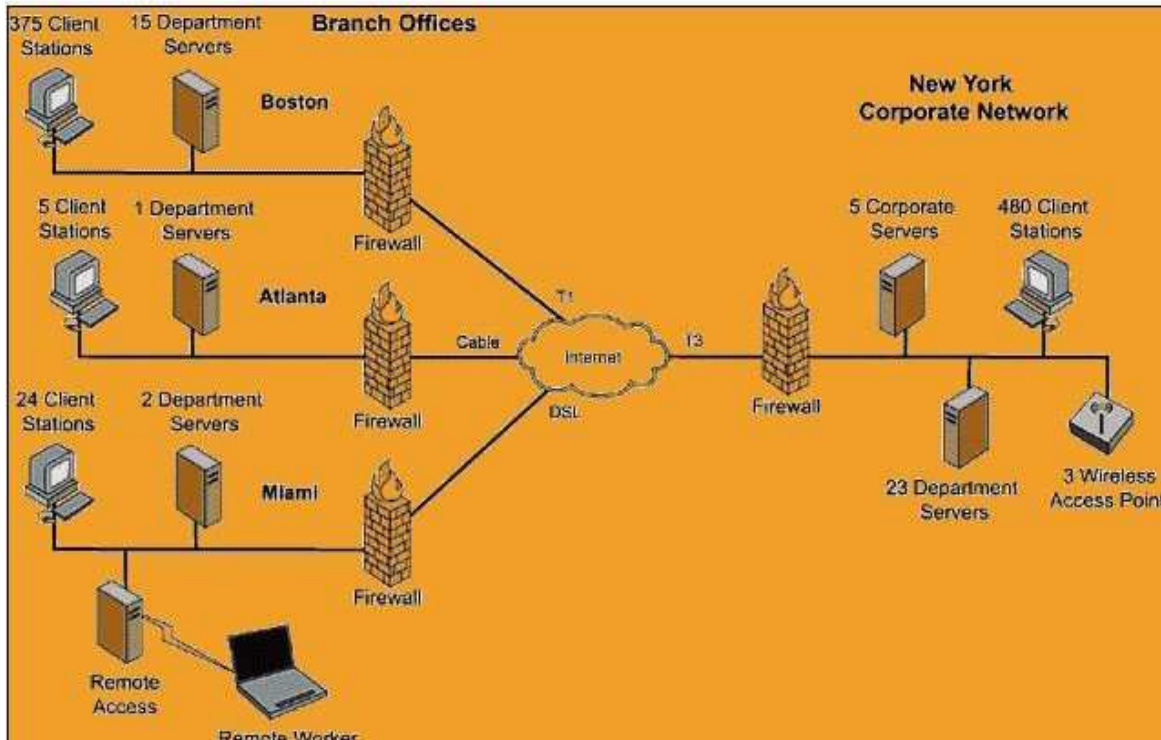 375 Client
Stations
15 Department
Servers
Branch Offices
Boston
Firewall
T1
5 Client
Stations
1 Department
Servers
Atlanta
Firewall
Cable
Internet
24 Client
Stations
2 Department
Servers
Miami
Firewall
DSL
Remote
Access
Remote Worker
New York
Corporate Network
T3
Firewall
5 Corporate
Servers
480 Client
Stations
23 Department
Servers
3 Wireless
Access Point